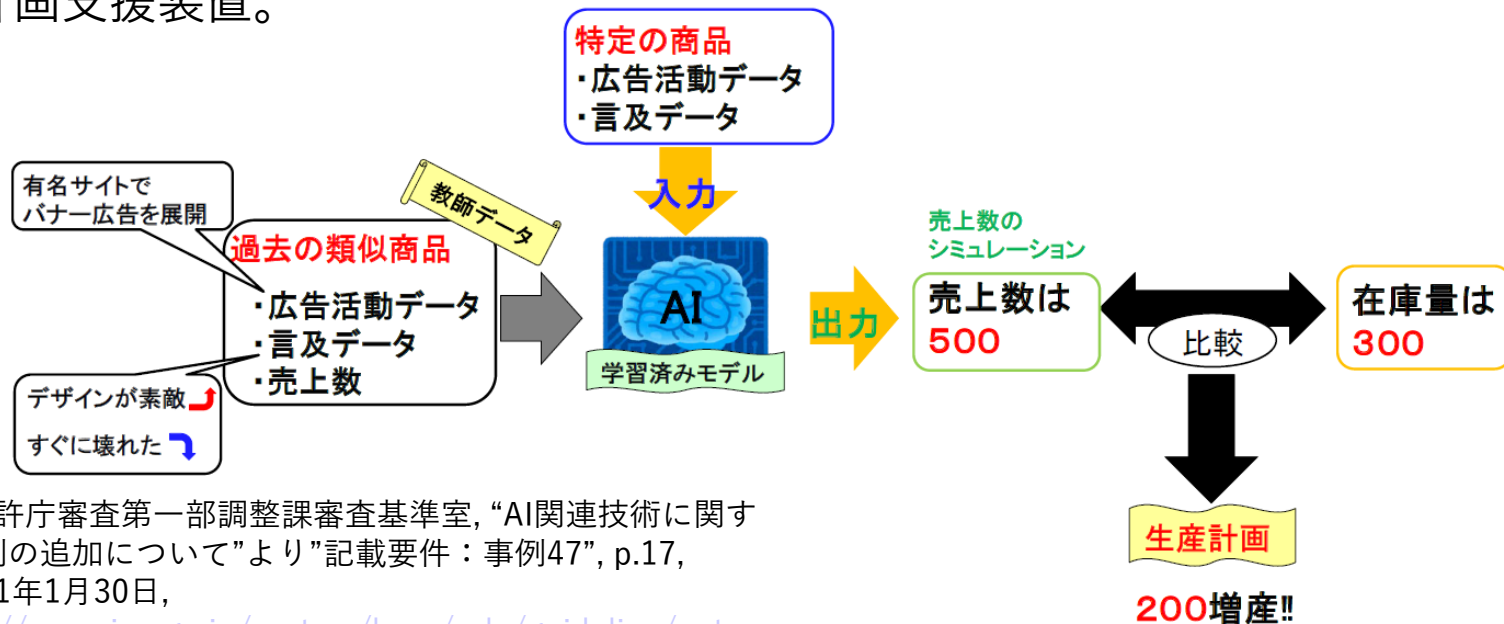 画支援装置。
特定の商品
・広告活動データ
・言及データ
入力
有名サイトで
バナー広告を展開
教師データ
過去の類似商品
・広告活動データ
・言及データ
・売上数
デザインが素敵
すぐに壊れた
AI
学習済みモデル
出力
売上数の
シミュレーション
売上数は
500
比較
在庫量は
300
生産計画
200増産!!
許庁審査第一部調整課審査基準室, “AI関連技術に関す
の追加について”より”記載要件：事例47”, p.17,
1年1月30日,